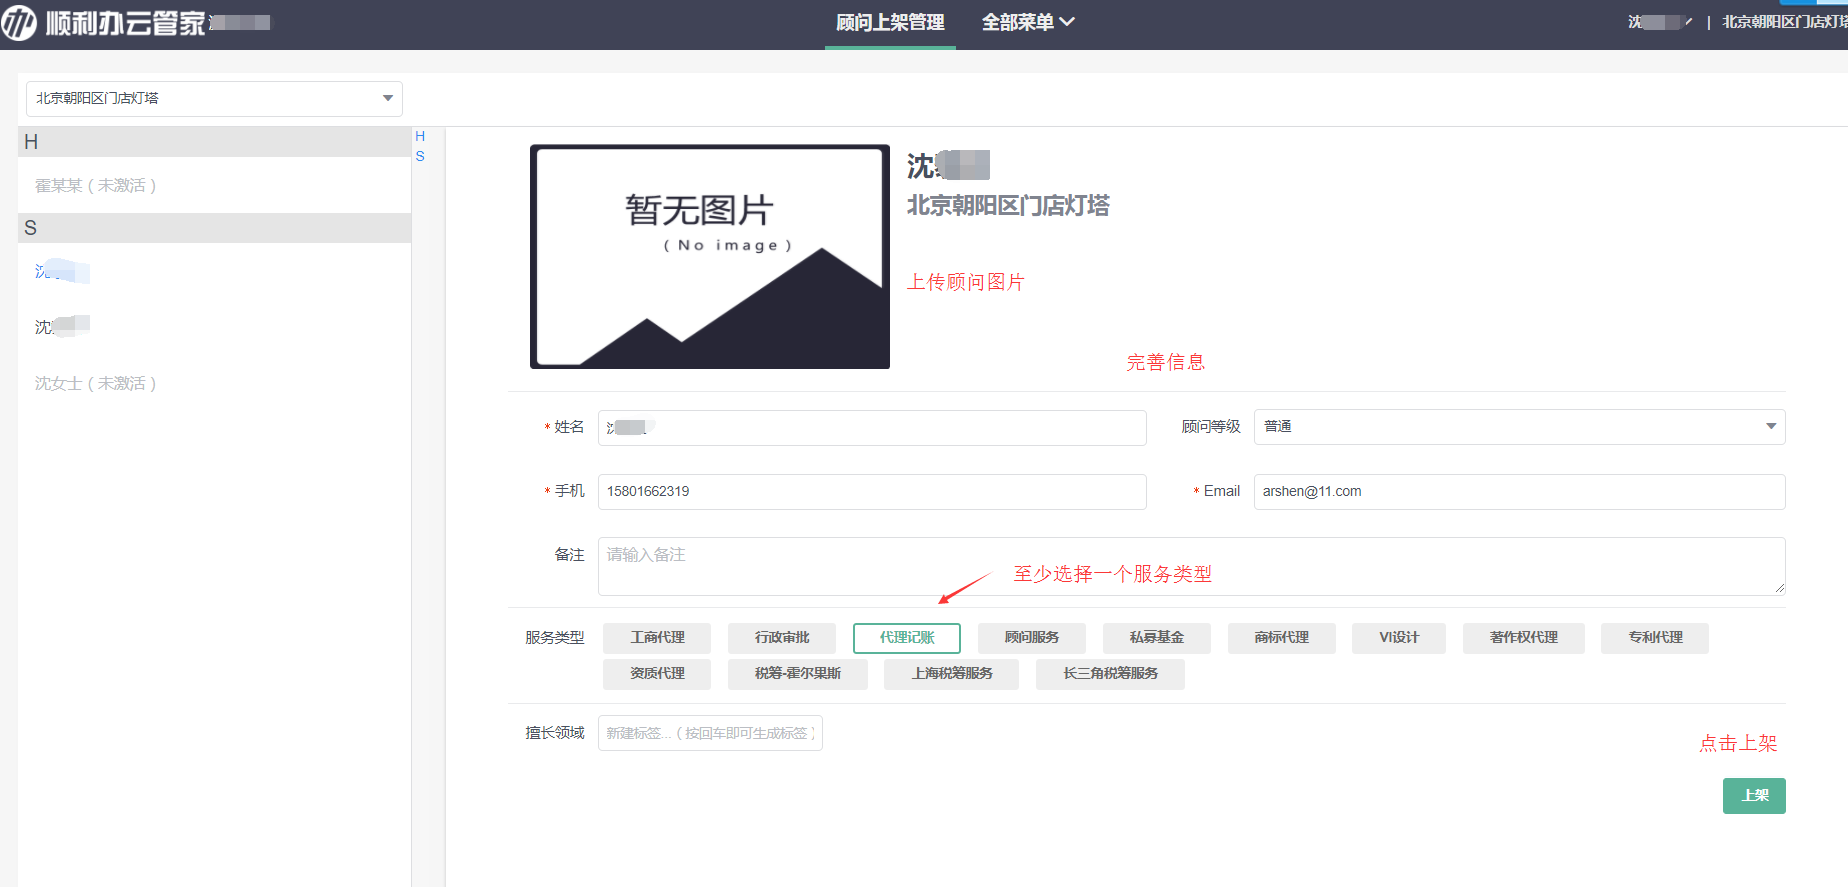 顺利办云管家
顾问上架管理
全部菜单
沈
|
北京朝阳区门店灯塔
北京朝阳区门店灯塔
H
霍某某（未激活）
S
沈
沈
沈女士（未激活）
H
S
暂无图片
( No image )
沈
北京朝阳区门店灯塔
上传顾问图片
完善信息
* 姓名
顾问等级
普通
* 手机
15801662319
* Email
arshen@11.com
备注
请输入备注
至少选择一个服务类型
服务类型
工商代理
行政审批
代理记账
顾问服务
私募基金
商标代理
VI设计
著作权代理
专利代理
资质代理
税筹-霍尔果斯
上海税筹服务
长三角税筹服务
擅长领域
新建标签...（按回车即可生成标签）
点击上架
上架